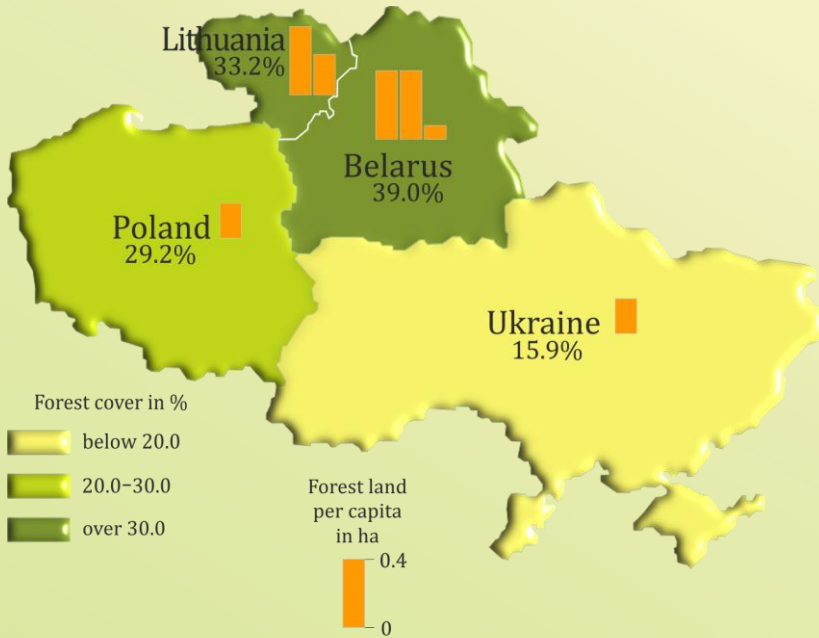 Lithuania
33.2%
Belarus
39.0%
Poland
29.2%
Ukraine
15.9%
Forest cover in %
below 20.0
20.0–30.0
over 30.0
Forest land
per capita
in ha
0.4
0